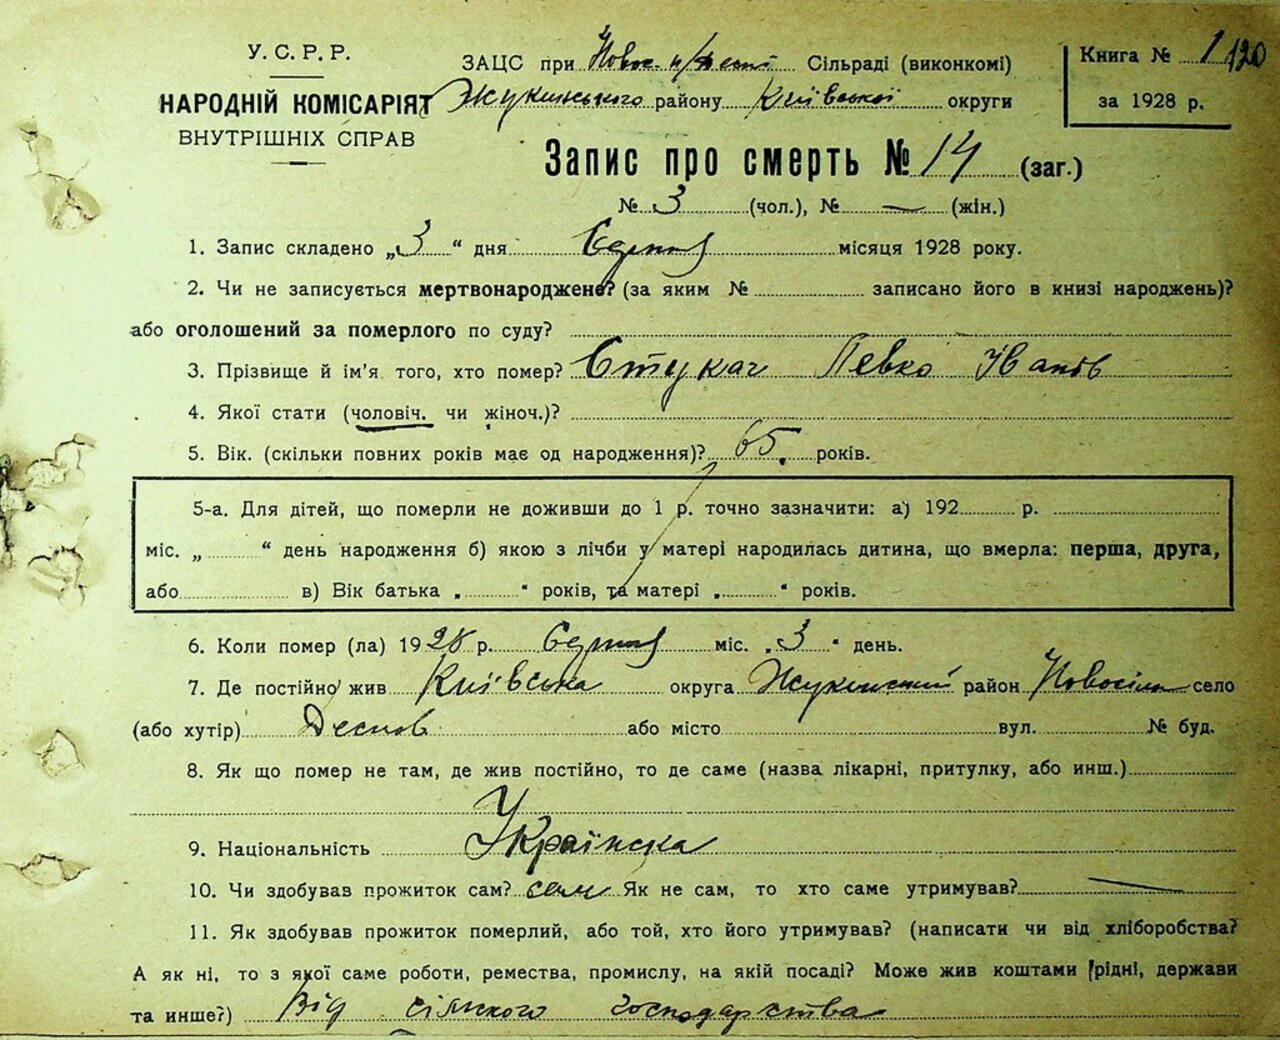 У. С. Р. Р.
НАРОДНІЙ КОМІСАРІЯТ
ВНУТРІШНІХ СПРАВ
ЗАЦС при Сільраді (виконкомі)
Жукинського району Київської округи
Книга № 1 120
за 1928 р.
Запис про смерть № 14 (заг.)
№ 3 (чол.), № — (жін.)
1. Запис складено „3“ дня Серпня місяця 1928 року.
2. Чи не записується мертвонароджене? (за яким № записано його в книзі народжень)?
або оголошений за померлого по суду?
3. Прізвище й ім'я того, хто помер? Стукач Левко Іванів
4. Якої стати (чоловіч. чи жіноч.)?
5. Вік. (скільки повних років має од народження)? 65 років.
5-а. Для дітей, що померли не доживши до 1 р. точно зазначити: а) 192 р.
міс. „ “ день народження б) якою з лічби у матері народилась дитина, що вмерла: перша, друга,
або в) Вік батька „ “ років, та матері „ “ років.
6. Коли помер (ла) 1928 р. Серпня міс. „3“ день.
7. Де постійно жив Київська округа Жукинський район село
(або хутір) Деснов або місто вул. № буд.
8. Як що помер не там, де жив постійно, то де саме (назва лікарні, притулку, або инш.)
9. Національність Українська
10. Чи здобував прожиток сам? сам Як не сам, то хто саме утримував? —
11. Як здобував прожиток померлий, або той, хто його утримував? (написати чи від хліборобства?
А як ні, то з якої саме роботи, ремества, промислу, на якій посаді? Може жив коштами рідні, держави
та инше?) Від сільского господарства